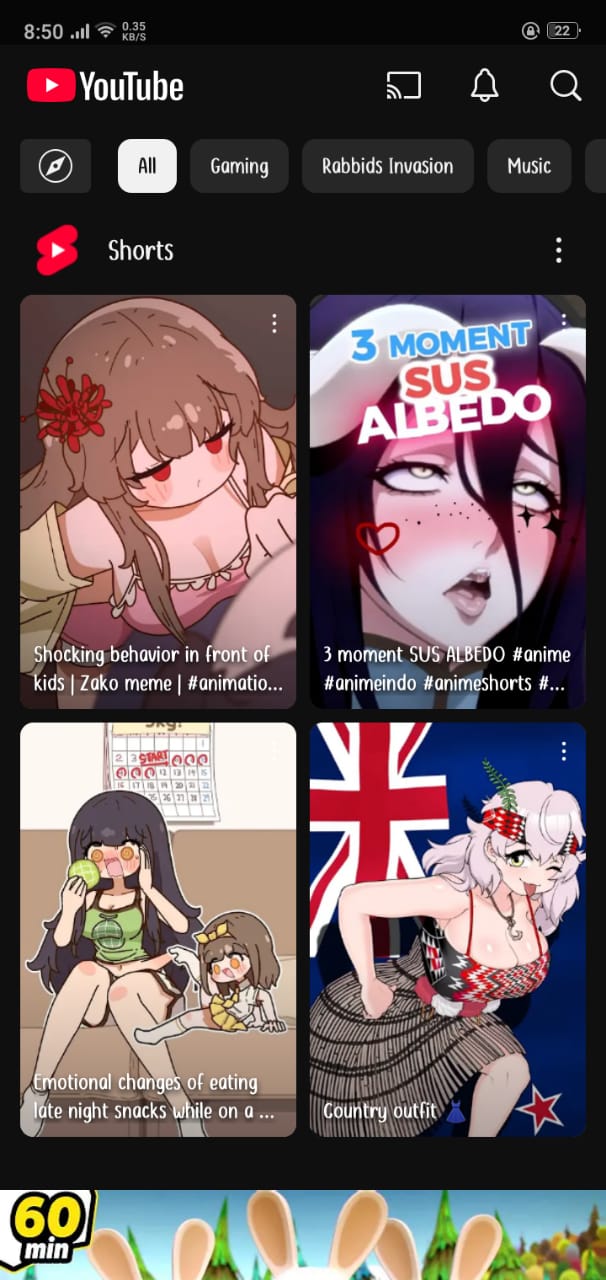 8:50
0.35
KB/S
22
YouTube
All
Gaming
Rabbids Invasion
Music
Shorts
3 MOMENT
SUS
ALBEDO
Shocking behavior in front of
kids | Zako meme | #animatio...
3 moment SUS ALBEDO #anime
#animeindo #animeshorts #...
START
Emotional changes of eating
late night snacks while on a ...
Country outfit
60
min